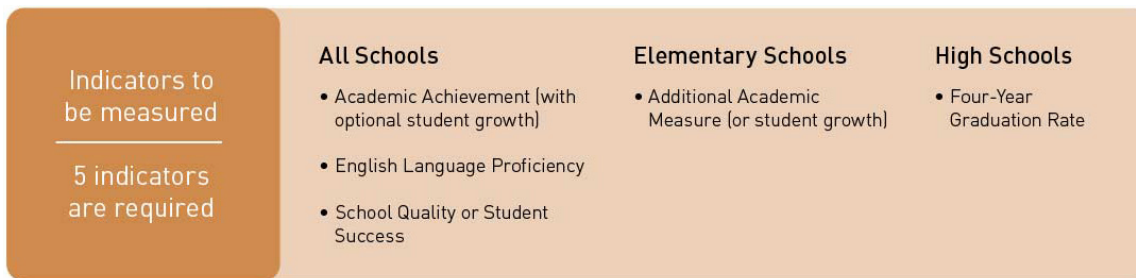 Indicators to
be measured
5 indicators
are required
All Schools
• Academic Achievement (with
optional student growth)
• English Language Proficiency
• School Quality or Student
Success
Elementary Schools
• Additional Academic
Measure (or student growth)
High Schools
• Four-Year
Graduation Rate